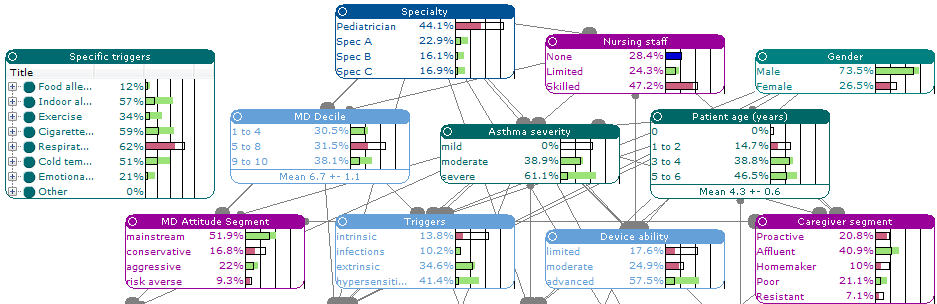 Specialty
Pediatrician 44.1%
Spec A 22.9%
Spec B 16.1%
Spec C 16.9%
Nursing staff
None 28.4%
Limited 24.3%
Skilled 47.2%
Specific triggers
Title
Food alle... 12%
Indoor al... 57%
Exercise 34%
Cigarette... 59%
Respirat... 62%
Cold tem... 51%
Emotiona... 21%
Other 0%
Gender
Male 73.5%
Female 26.5%
MD Decile
1 to 4 30.5%
5 to 8 31.5%
9 to 10 38.1%
Mean 6.7 +- 1.1
Asthma severity
mild 0%
moderate 38.9%
severe 61.1%
Patient age (years)
0 0%
1 to 2 14.7%
3 to 4 38.8%
5 to 6 46.5%
Mean 4.3 +- 0.6
MD Attitude Segment
mainstream 51.9%
conservative 16.8%
aggressive 22%
risk averse 9.3%
Triggers
intrinsic 13.8%
infections 10.2%
extrinsic 34.6%
hypersensiti... 41.4%
Device ability
limited 17.6%
moderate 24.9%
advanced 57.5%
Caregiver segment
Proactive 20.8%
Affluent 40.9%
Homemaker 10%
Poor 21.1%
Resistant 7.1%